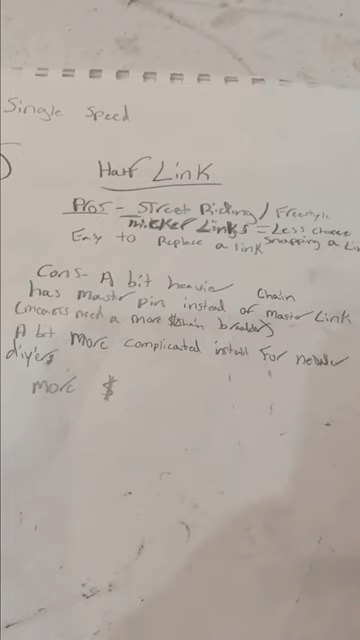 Single Speed
Half Link
Pros - Street Riding / Freestyle
Thicker Links = Less chance
Easy to Replace a link snapping a Lin
Cons - A bit heavier Chain
has master pin instead of master Link
(means need a more $ chain breaker)
A bit more complicated install for newer
diyers
more $